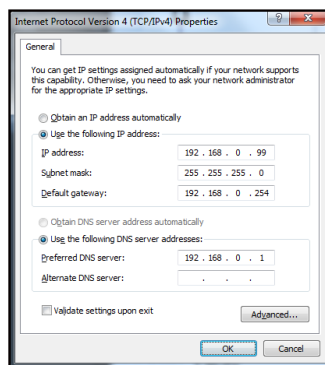 Internet Protocol Version 4 (TCP/IPv4) Properties
General
You can get IP settings assigned automatically if your network supports
this capability. Otherwise, you need to ask your network administrator
for the appropriate IP settings.
Obtain an IP address automatically
Use the following IP address:
IP address: 192 . 168 . 0 . 99
Subnet mask: 255 . 255 . 255 . 0
Default gateway: 192 . 168 . 0 . 254
Obtain DNS server address automatically
Use the following DNS server addresses:
Preferred DNS server: 192 . 168 . 0 . 1
Alternate DNS server: . . .
Validate settings upon exit
Advanced...
OK Cancel